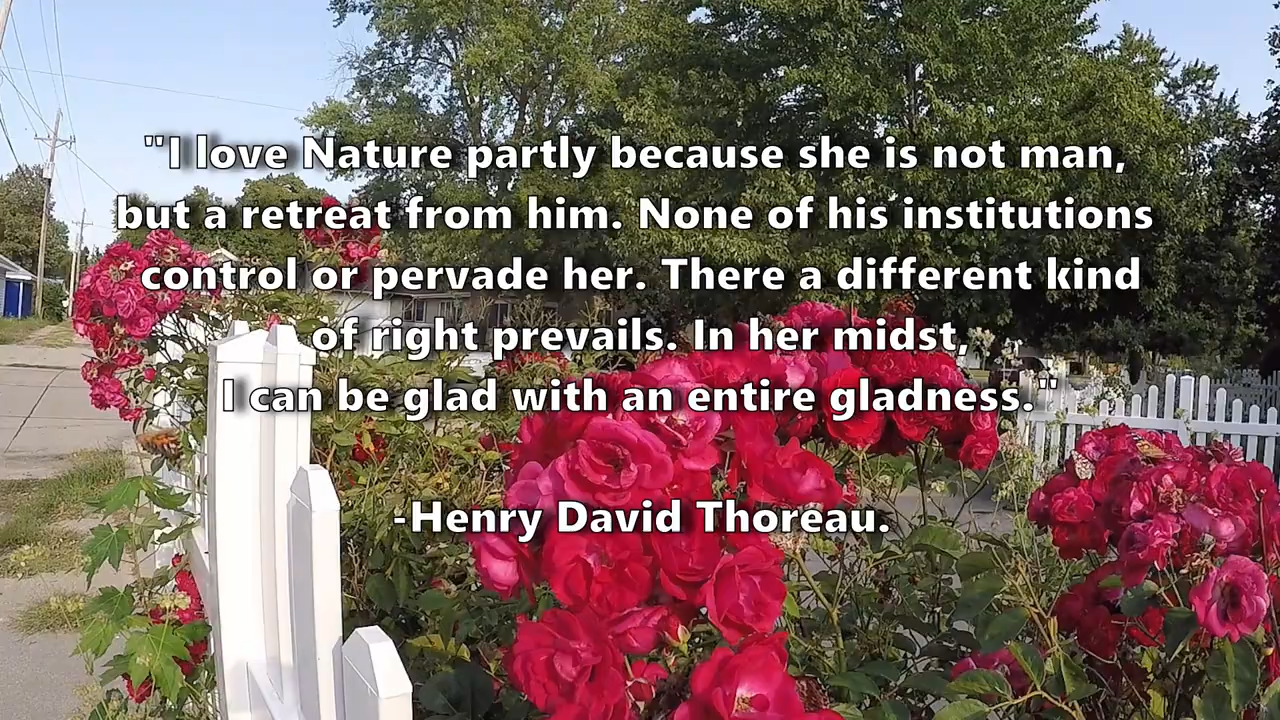 "I love Nature partly because she is not man,
but a retreat from him. None of his institutions
control or pervade her. There a different kind
of right prevails. In her midst,
I can be glad with an entire gladness."
-Henry David Thoreau.